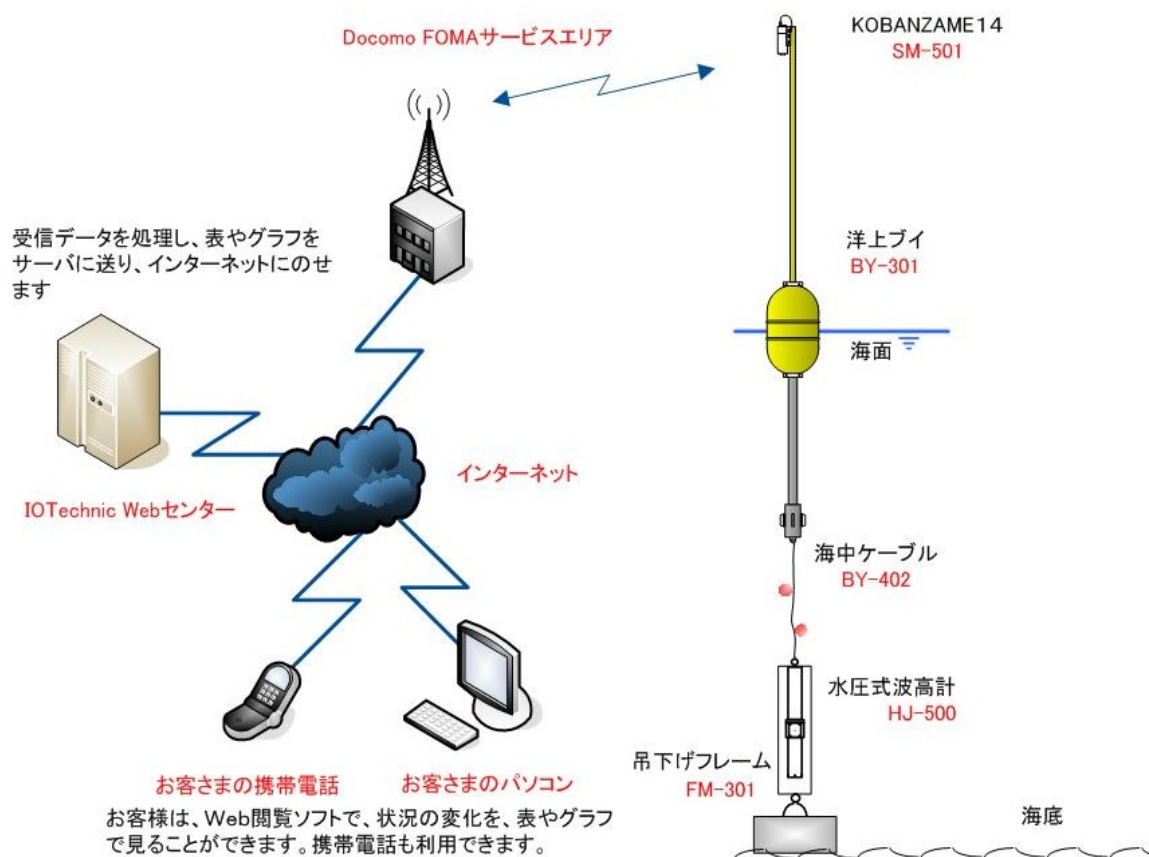 Docomo FOMAサービスエリア
KOBANZAME14
SM-501
受信データを処理し、表やグラフを
サーバに送り、インターネットにのせ
ます
洋上ブイ
BY-301
海面
IOTechnic Webセンター
インターネット
海中ケーブル
BY-402
水圧式波高計
HJ-500
吊下げフレーム
FM-301
海底
お客さまの携帯電話
お客さまのパソコン
お客様は、Web閲覧ソフトで、状況の変化を、表やグラフ
で見ることができます。携帯電話も利用できます。